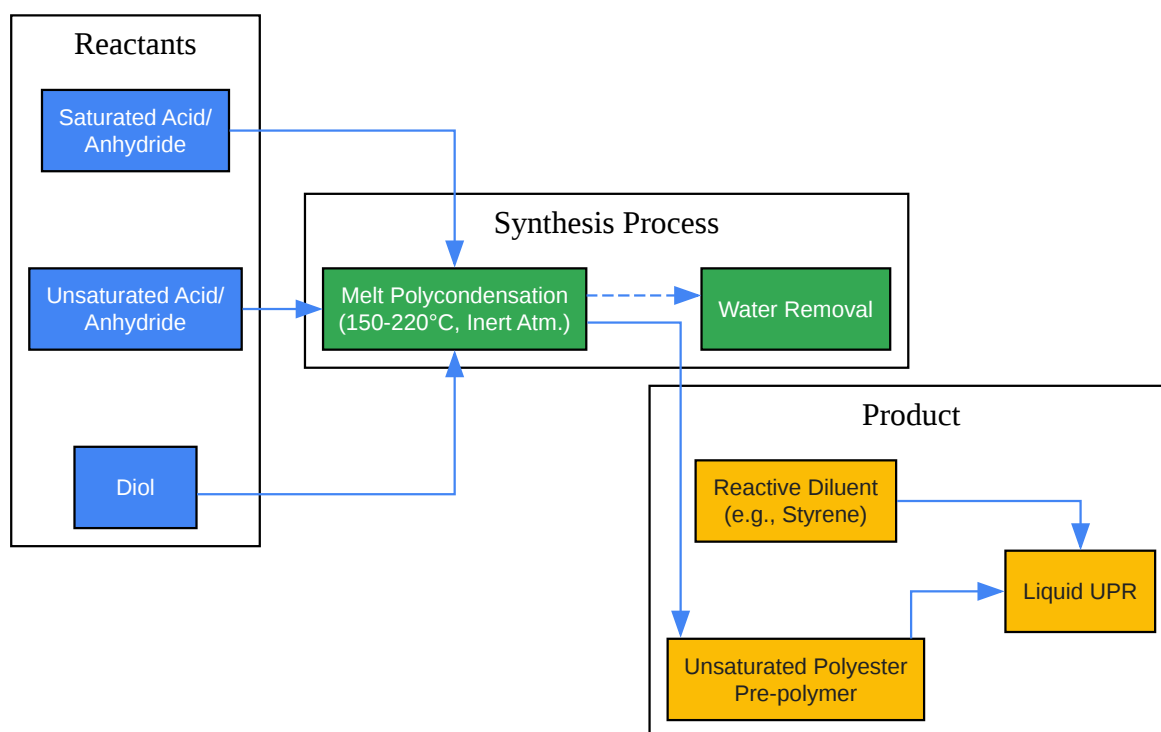 Reactants
Saturated Acid/
Anhydride
Unsaturated Acid/
Anhydride
Diol
Synthesis Process
Melt Polycondensation
(150-220°C, Inert Atm.)
Water Removal
Product
Reactive Diluent
(e.g., Styrene)
Liquid UPR
Unsaturated Polyester
Pre-polymer